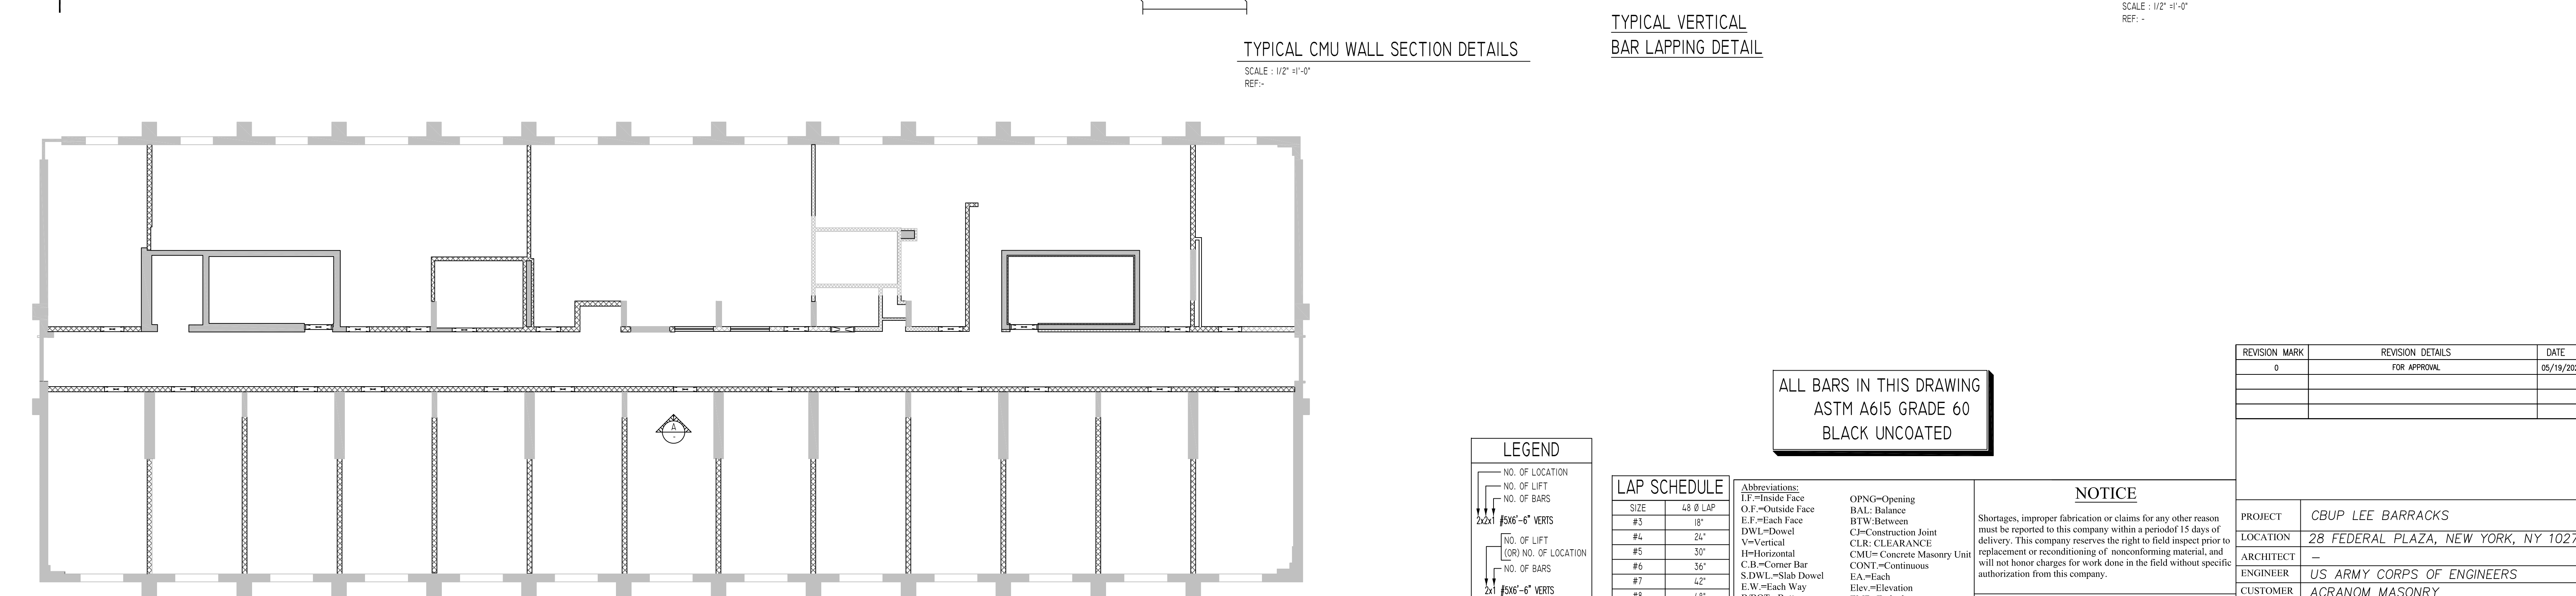 SCALE : 1/2" =1'-0"
REF: -
TYPICAL VERTICAL
BAR LAPPING DETAIL
TYPICAL CMU WALL SECTION DETAILS
SCALE : 1/2" =1'-0"
REF:-
A
-
ALL BARS IN THIS DRAWING
ASTM A615 GRADE 60
BLACK UNCOATED
LEGEND
NO. OF LOCATION
NO. OF LIFT
NO. OF BARS
2x2x1 #5X6'-6" VERTS
NO. OF LIFT
(OR) NO. OF LOCATION
NO. OF BARS
2x1 #5X6'-6" VERTS
LAP SCHEDULE
SIZE 48 Ø LAP
#3 18"
#4 24"
#5 30"
#6 36"
#7 42"
#8 48"
Abbreviations:
I.F.=Inside Face
O.F.=Outside Face
E.F.=Each Face
DWL=Dowel
V=Vertical
H=Horizontal
C.B.=Corner Bar
S.DWL.=Slab Dowel
E.W.=Each Way
OPNG=Opening
BAL: Balance
BTW:Between
CJ=Construction Joint
CLR: CLEARANCE
CMU= Concrete Masonry Unit
CONT.=Continuous
EA.=Each
Elev.=Elevation
NOTICE
Shortages, improper fabrication or claims for any other reason
must be reported to this company within a periodof 15 days of
delivery. This company reserves the right to field inspect prior to
replacement or reconditioning of nonconforming material, and
will not honor charges for work done in the field without specific
authorization from this company.
REVISION MARK REVISION DETAILS DATE
0 FOR APPROVAL 05/19/202
PROJECT CBUP LEE BARRACKS
LOCATION 28 FEDERAL PLAZA, NEW YORK, NY 1027
ARCHITECT -
ENGINEER US ARMY CORPS OF ENGINEERS
CUSTOMER ACRANOM MASONRY